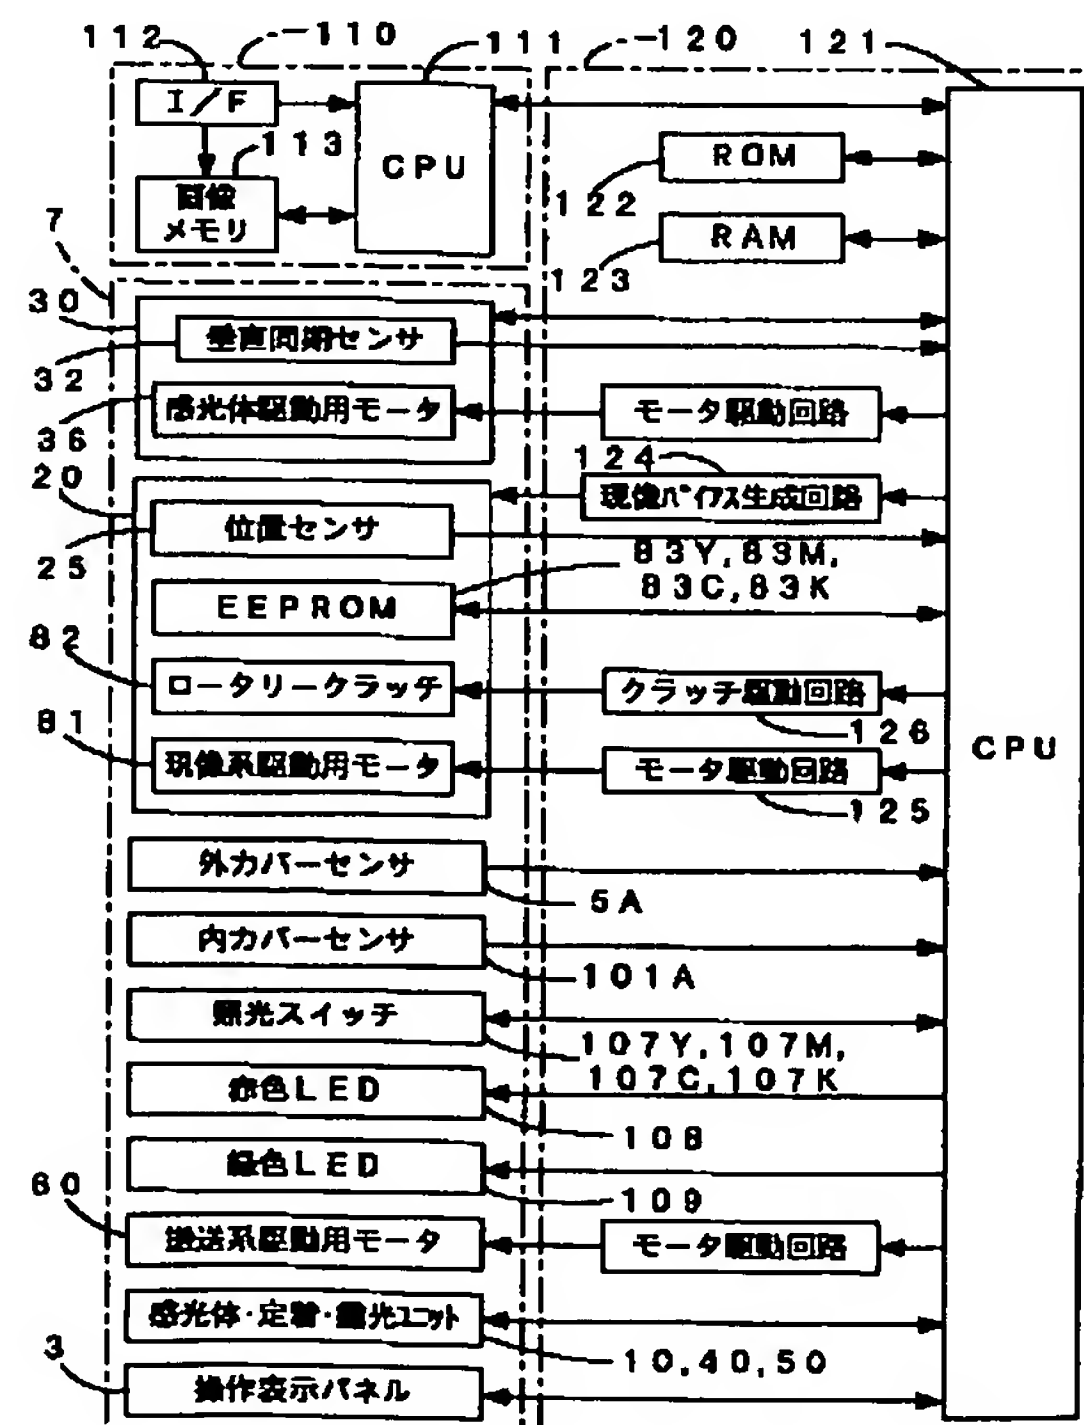 112
110
111
120
121
I/F
113
CPU
画像
メモリ
ROM
122
RAM
123
7
30
垂直同期センサ
32
感光体駆動用モータ
モータ駆動回路
36
124
20
現像バイアス生成回路
位置センサ
25
83Y,83M,
83C,83K
EEPROM
82
ロータリークラッチ
クラッチ駆動回路
126
81
CPU
現像系駆動用モータ
モータ駆動回路
125
外カバーセンサ
5A
内カバーセンサ
101A
照光スイッチ
107Y,107M,
107C,107K
赤色LED
108
緑色LED
109
60
搬送系駆動用モータ
モータ駆動回路
感光体・定着・露光ユニット
10,40,50
3
操作表示パネル